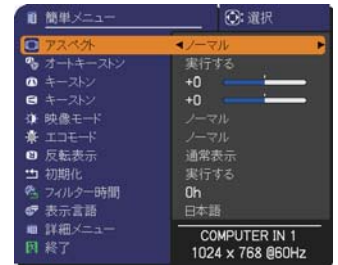 簡単メニュー 選択
アスペクト ノーマル
オートキーストン 実行する
キーストン +0
キーストン +0
映像モード ノーマル
エコモード ノーマル
反転表示 通常表示
初期化 実行する
フィルター時間 0h
表示言語 日本語
詳細メニュー
終了
COMPUTER IN 1
1024 x 768 @60Hz